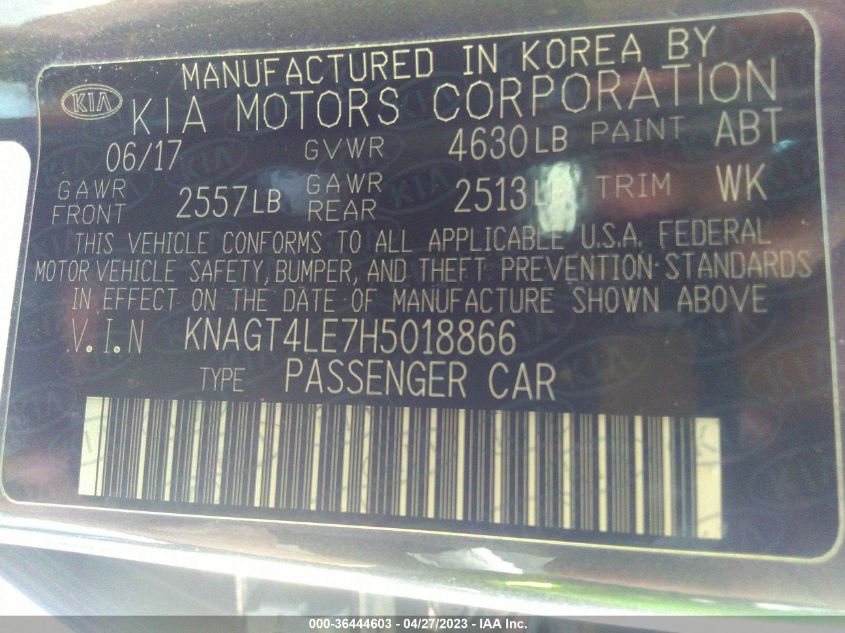 MANUFACTURED IN KOREA BY
KIA KIA MOTORS CORPORATION
06/17 GVWR 4630LB PAINT ABT
GAWR FRONT 2557LB GAWR REAR 2513LB TRIM WK
THIS VEHICLE CONFORMS TO ALL APPLICABLE U.S.A. FEDERAL
MOTOR VEHICLE SAFETY, BUMPER, AND THEFT PREVENTION STANDARDS
IN EFFECT ON THE DATE OF MANUFACTURE SHOWN ABOVE
V.I.N KNAGT4LE7H5018866
TYPE PASSENGER CAR
000-36444603 - 04/27/2023 - IAA Inc.